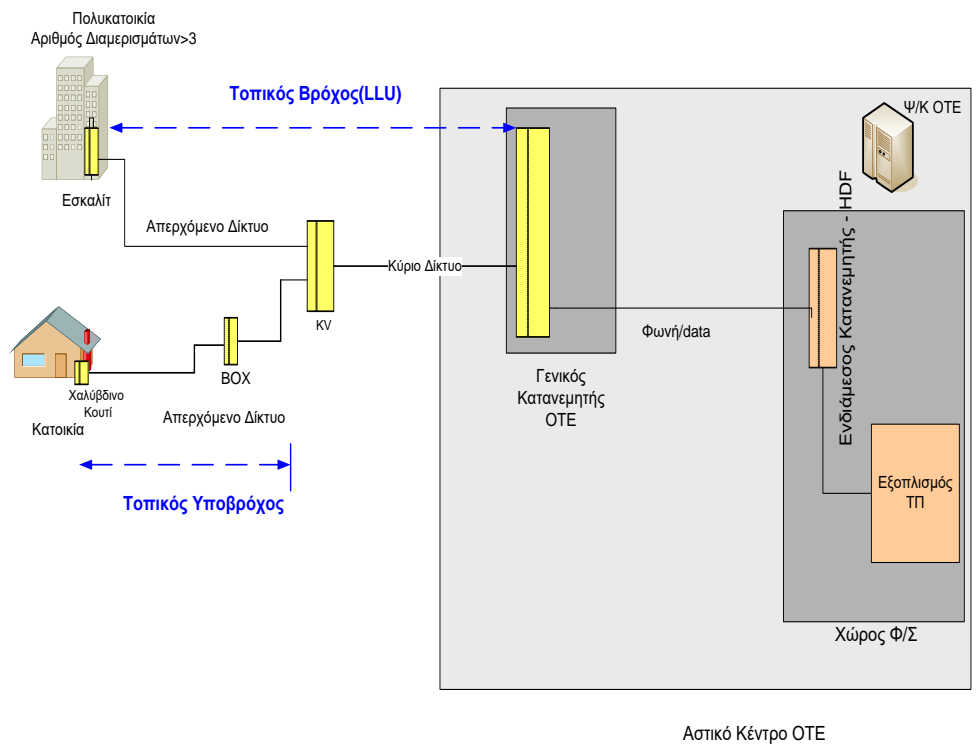 Πολυκατοικία
Αριθμός Διαμερισμάτων>3
Τοπικός Βρόχος(LLU)
Ψ/Κ ΟΤΕ
Εσκαλίτ
Απερχόμενο Δίκτυο
Κύριο Δίκτυο
KV
Φωνή/data
Ενδιάμεσος Κατανεμητής - HDF
Χαλύβδινο
Κουτί
BOX
Κατοικία
Απερχόμενο Δίκτυο
Γενικός
Κατανεμητής
ΟΤΕ
Τοπικός Υποβρόχος
Εξοπλισμός
ΤΠ
Χώρος Φ/Σ
Αστικό Κέντρο ΟΤΕ